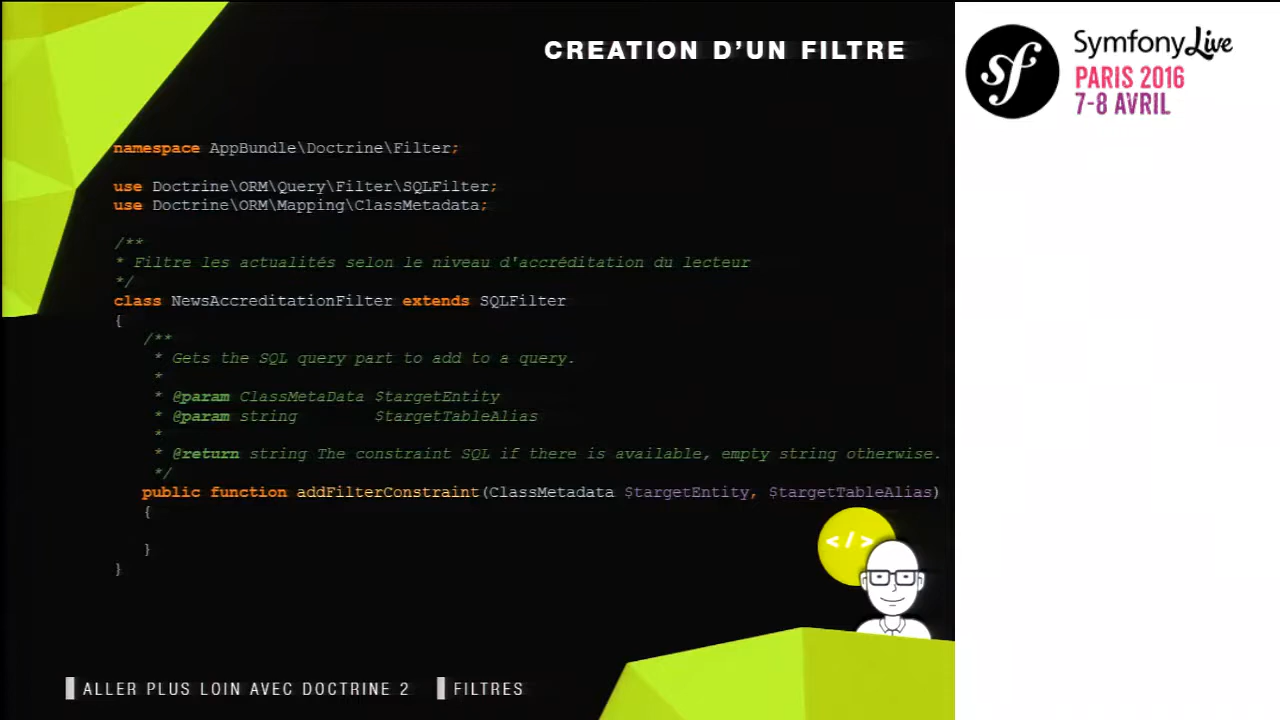 CREATION D’UN FILTRE
namespace AppBundle\Doctrine\Filter;
use Doctrine\ORM\Query\Filter\SQLFilter;
use Doctrine\ORM\Mapping\ClassMetadata;
/**
* Filtre les actualités selon le niveau d'accréditation du lecteur
*/
class NewsAccreditationFilter extends SQLFilter
{
/**
* Gets the SQL query part to add to a query.
*
* @param ClassMetaData $targetEntity
* @param string $targetTableAlias
*
* @return string The constraint SQL if there is available, empty string otherwise.
*/
public function addFilterConstraint(ClassMetadata $targetEntity, $targetTableAlias)
{
}
}
</>
ALLER PLUS LOIN AVEC DOCTRINE 2
FILTRES
sf
SymfonyLive
PARIS 2016
7-8 AVRIL